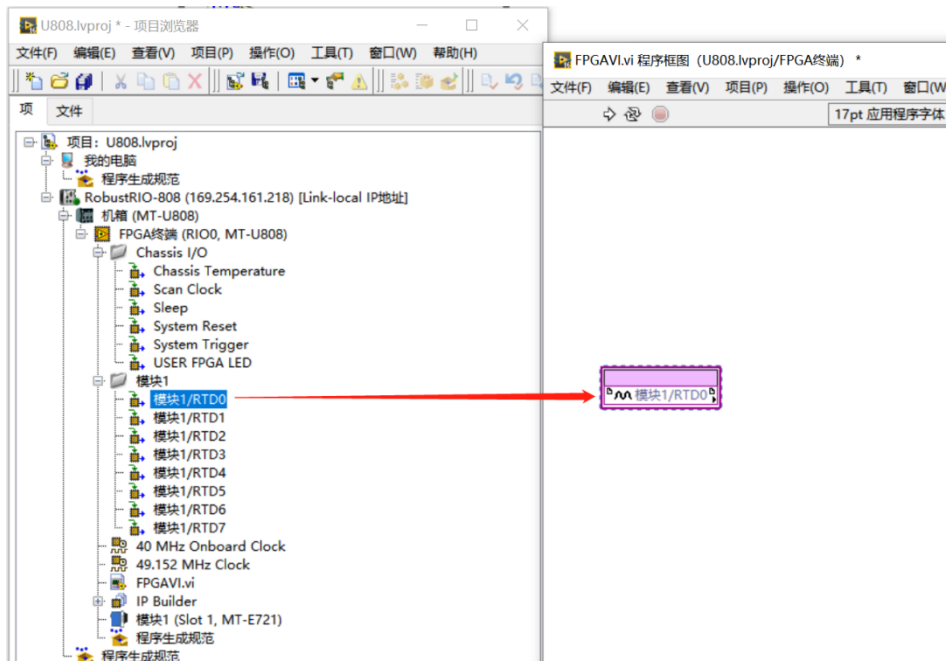 U808.lvproj * - 项目浏览器
文件(F) 编辑(E) 查看(V) 项目(P) 操作(O) 工具(T) 窗口(W) 帮助(H)
项 文件
项目: U808.lvproj
我的电脑
程序生成规范
RobustRIO-808 (169.254.161.218) [Link-local IP地址]
机箱 (MT-U808)
FPGA终端 (RIO0, MT-U808)
Chassis I/O
Chassis Temperature
Scan Clock
Sleep
System Reset
System Trigger
USER FPGA LED
模块1
模块1/RTD0
模块1/RTD1
模块1/RTD2
模块1/RTD3
模块1/RTD4
模块1/RTD5
模块1/RTD6
模块1/RTD7
40 MHz Onboard Clock
49.152 MHz Clock
FPGAVI.vi
IP Builder
模块1 (Slot 1, MT-E721)
程序生成规范
程序生成规范
FPGAVI.vi 程序框图（U808.lvproj/FPGA终端） *
文件(F) 编辑(E) 查看(V) 项目(P) 操作(O) 工具(T) 窗口(W
17pt 应用程序字体
模块1/RTD0